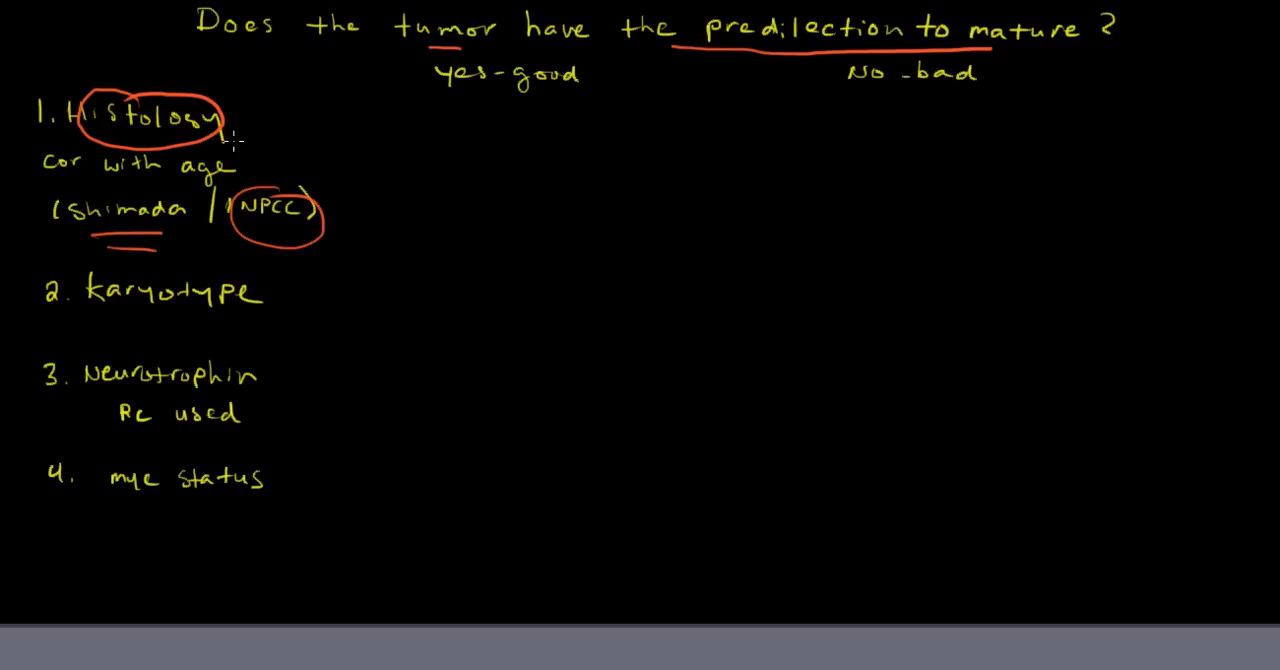 Does the tumor have the predilection to mature?
yes-good No-bad
1. Histology
cor with age
(Shimada / INPCC)
2. Karyotype
3. Neurotrophin
Rc used
4. myc status